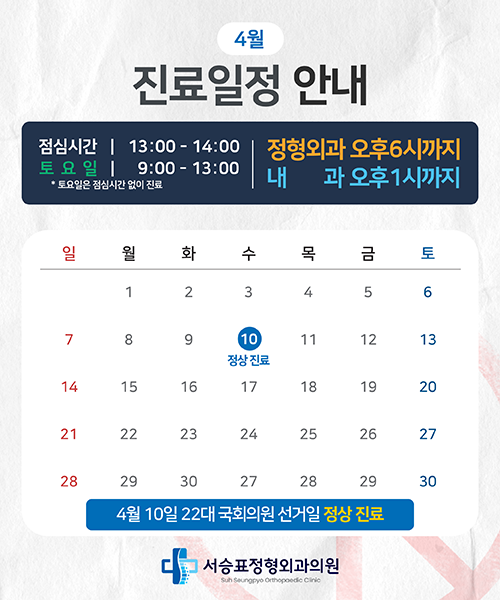 4월
진료일정 안내
점심시간 | 13:00 - 14:00
토 요 일 | 9:00 - 13:00
* 토요일은 점심시간 없이 진료
정형외과 오후6시까지
내 과 오후1시까지
일 월 화 수 목 금 토
1 2 3 4 5 6
7 8 9 10 11 12 13
정상 진료
14 15 16 17 18 19 20
21 22 23 24 25 26 27
28 29 30 27 28 29 30
4월 10일 22대 국회의원 선거일 정상 진료
서승표정형외과의원
Suh Seungpyo Orthopaedic Clinic